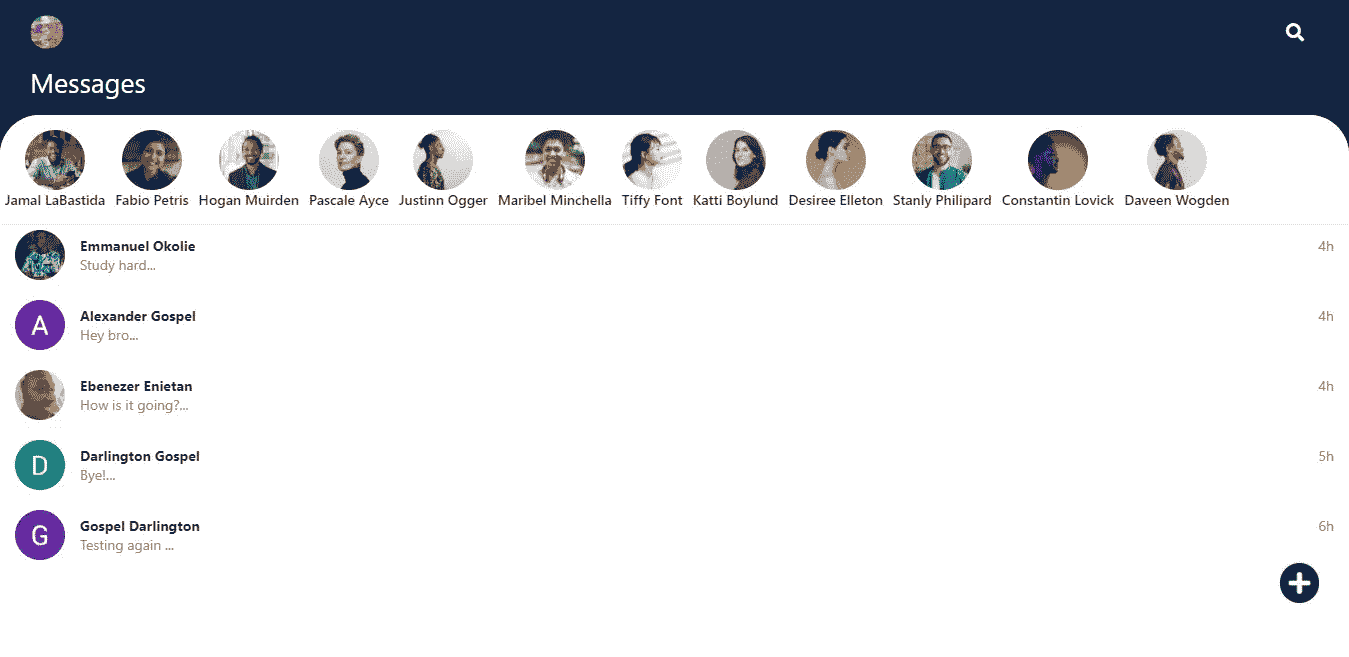 Messages
Jamal LaBastida Fabio Petris Hogan Muirden Pascale Ayce Justinn Ogger Maribel Minchella Tiffy Font Katti Boylund Desiree Elleton Stanly Philipard Constantin Lovick Daveen Wogden
Emmanuel Okolie 4h
Study hard...
A
Alexander Gospel 4h
Hey bro...
Ebenezer Enietan 4h
How is it going?...
D
Darlington Gospel 5h
Bye!...
G
Gospel Darlington 6h
Testing again ...